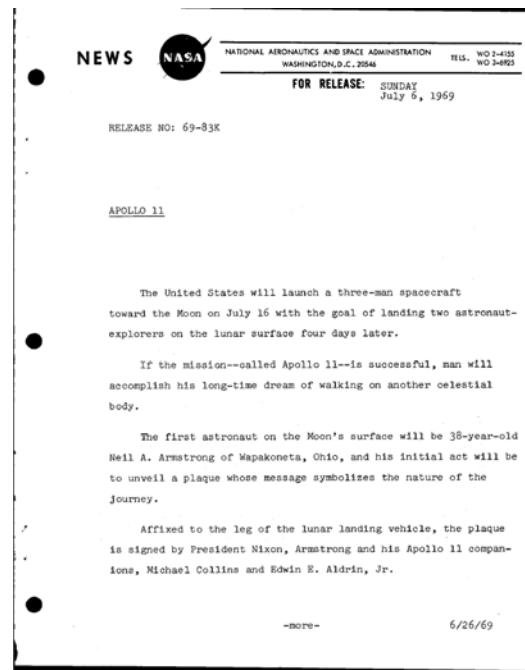 NEWS
NASA
NATIONAL AERONAUTICS AND SPACE ADMINISTRATION
WASHINGTON, D.C. 20546
TELS. WO 2-4155
WO 3-6925
FOR RELEASE: SUNDAY
July 6, 1969
RELEASE NO: 69-83K
APOLLO 11
The United States will launch a three-man spacecraft
toward the Moon on July 16 with the goal of landing two astronaut-
explorers on the lunar surface four days later.
If the mission--called Apollo 11--is successful, man will
accomplish his long-time dream of walking on another celestial
body.
The first astronaut on the Moon's surface will be 38-year-old
Neil A. Armstrong of Wapakoneta, Ohio, and his initial act will be
to unveil a plaque whose message symbolizes the nature of the
journey.
Affixed to the leg of the lunar landing vehicle, the plaque
is signed by President Nixon, Armstrong and his Apollo 11 compan-
ions, Michael Collins and Edwin E. Aldrin, Jr.
-more-
6/26/69